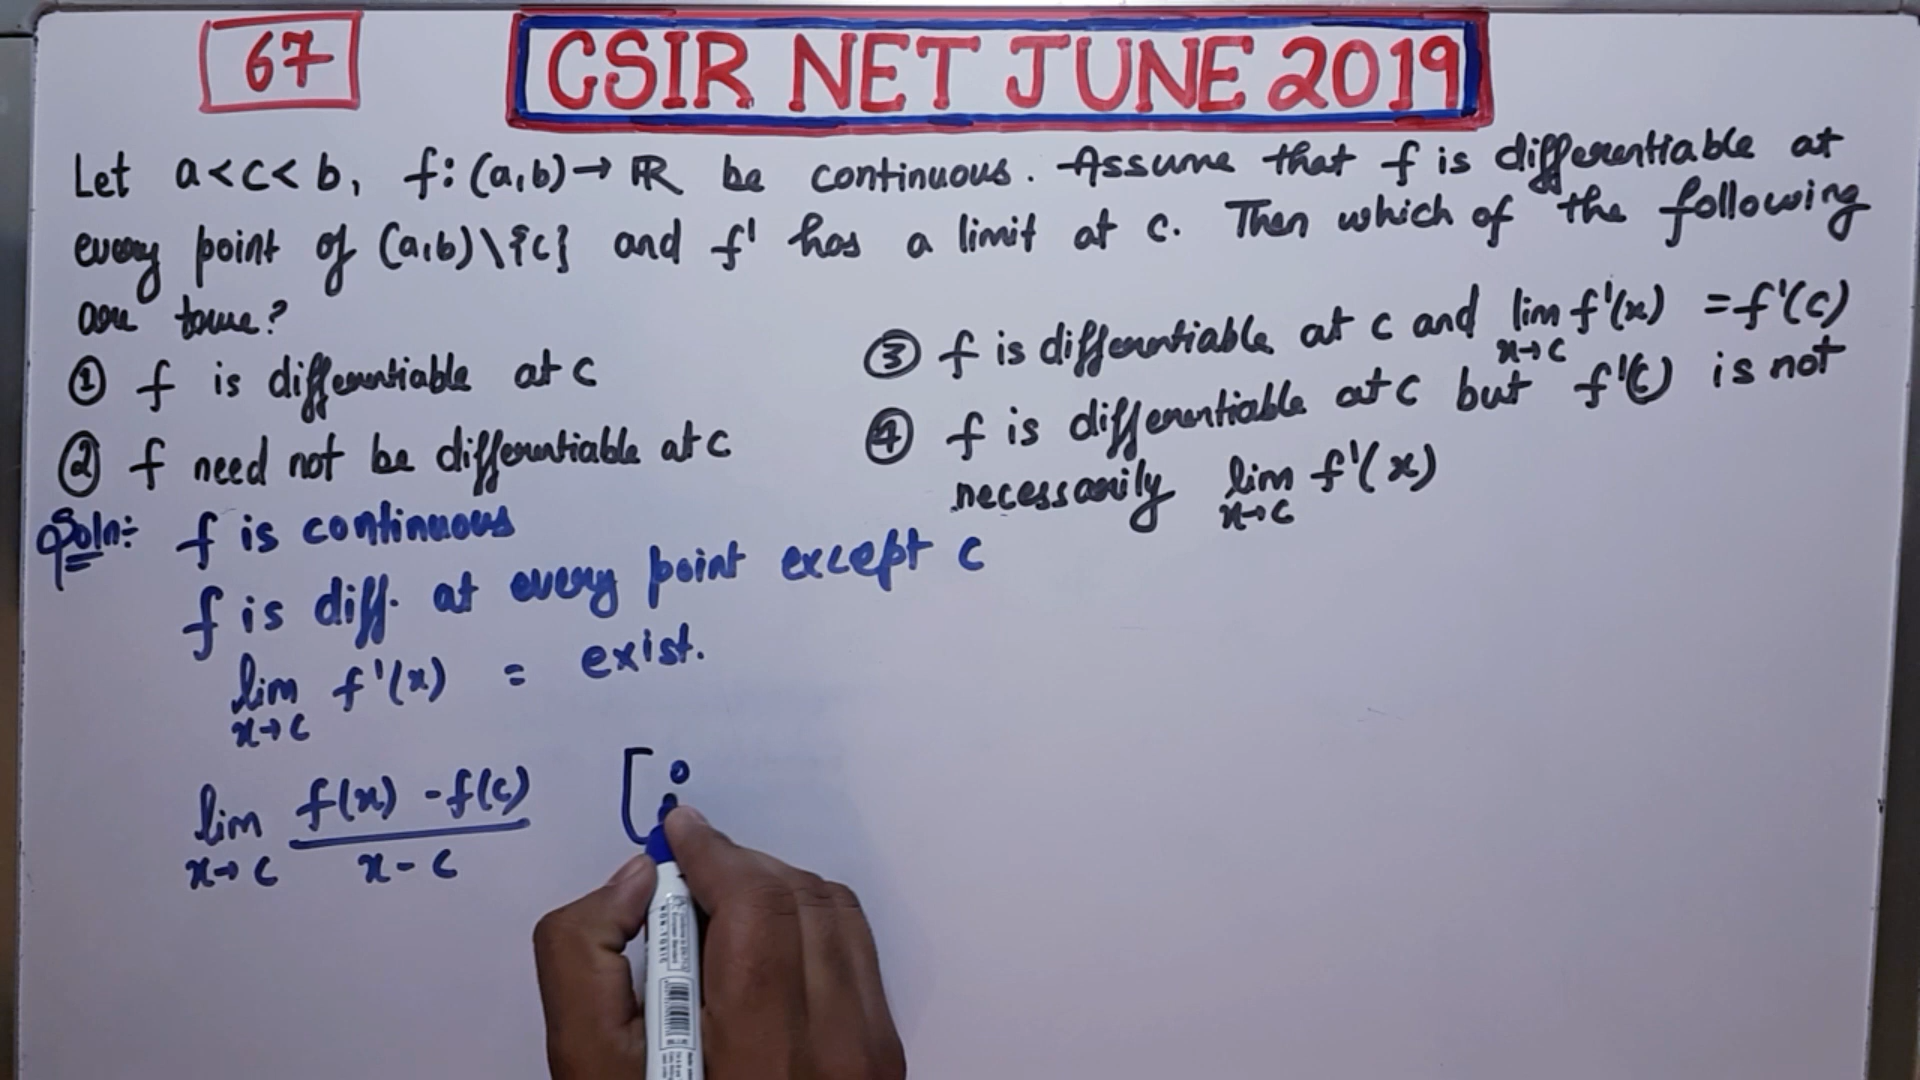 67
CSIR NET JUNE 2019
Let a<c<b, f:(a,b)→ℝ be continuous. Assume that f is differentiable at
every point of (a,b)\{c} and f' has a limit at c. Then which of the following
are true?
① f is differentiable at c
② f need not be differentiable at c
③ f is differentiable at c and lim f'(x) = f'(c)
x→c
④ f is differentiable at c but f'(c) is not
necessarily lim f'(x)
x→c
Soln:- f is continuous
f is diff. at every point except c
lim f'(x) = exist.
x→c
lim f(x) - f(c)
x→c x-c
[ 0